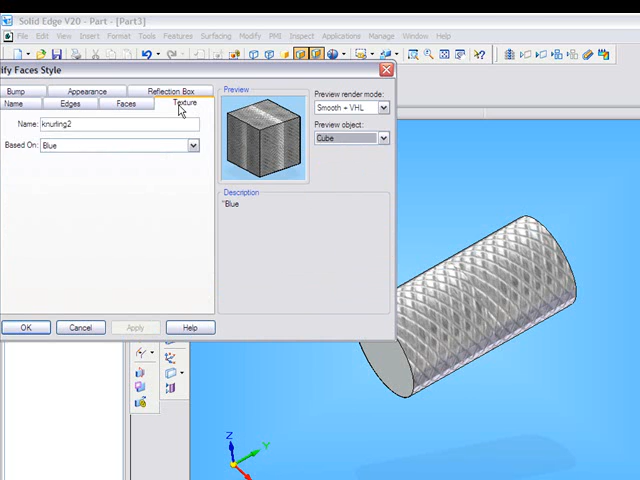 Solid Edge V20 - Part - [Part3]
File Edit View Insert Format Tools Features Surfacing Modify PMI Inspect Applications Manage Window Help
ify Faces Style
Bump Appearance Reflection Box
Name Edges Faces Texture
Name: knurling2
Based On: Blue
Preview
Preview render mode:
Smooth + VHL
Preview object:
Cube
Description
"Blue
OK Cancel Apply Help
Z
Y